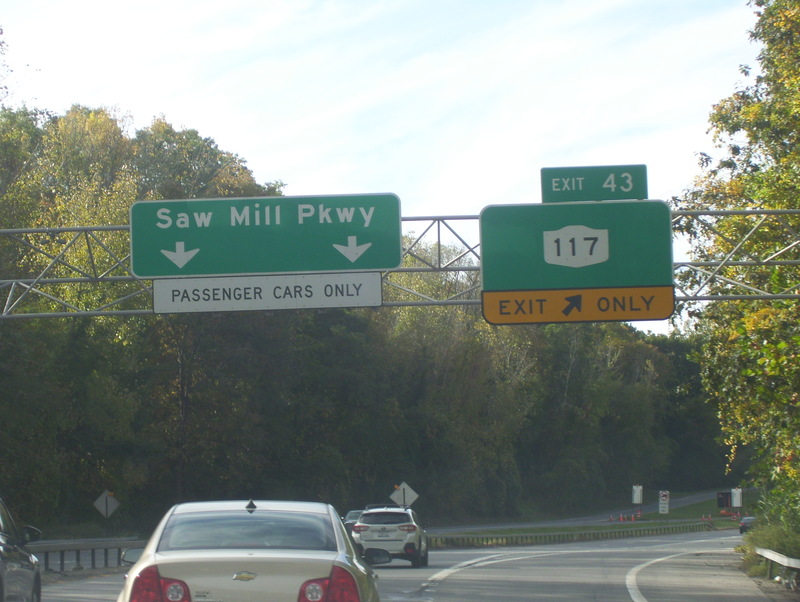 EXIT 43
Saw Mill Pkwy
PASSENGER CARS ONLY
117
EXIT ONLY